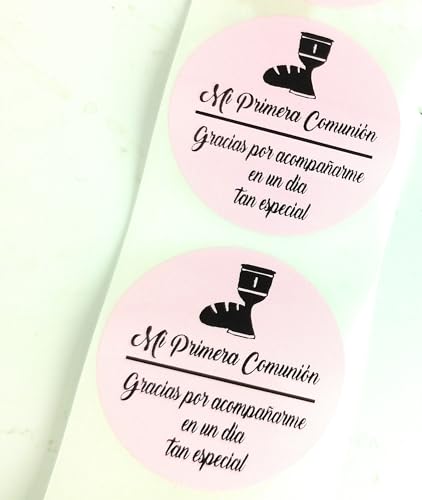 Mi Primera Comunión
Gracias por acompañarme
en un dia
tan especial
Mi Primera Comunión
Gracias por acompañarme
en un dia
tan especial